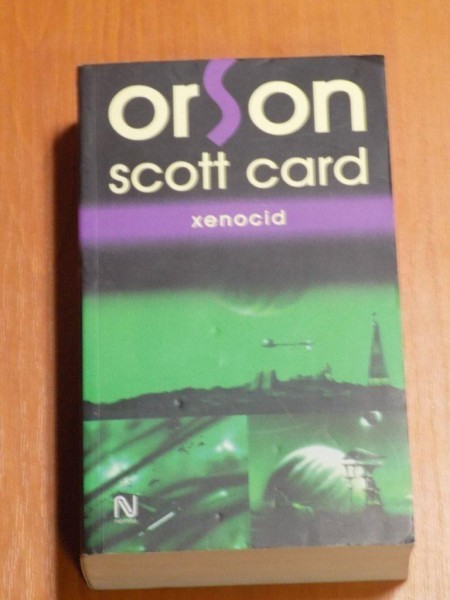 orson
scott card
xenocid
N